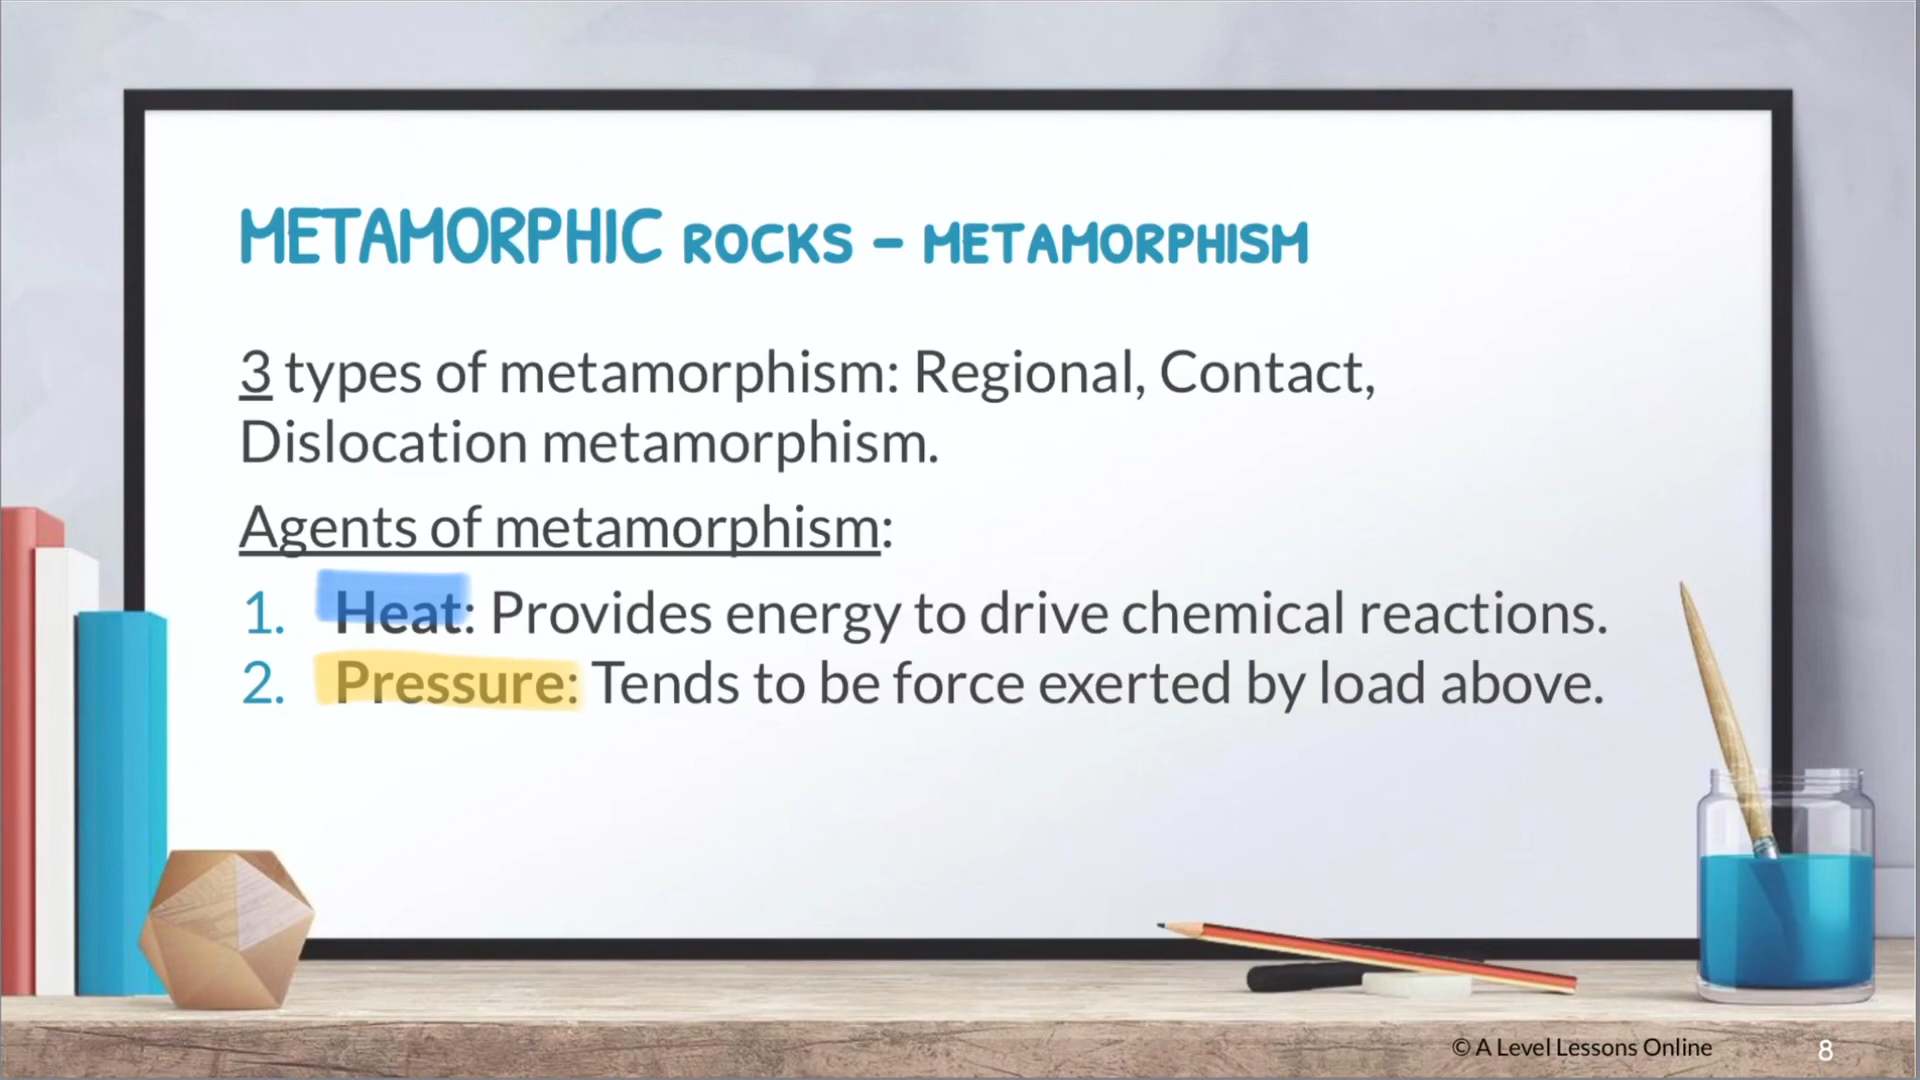 METAMORPHIC ROCKS – METAMORPHISM
3 types of metamorphism: Regional, Contact,
Dislocation metamorphism.
Agents of metamorphism:
1. Heat: Provides energy to drive chemical reactions.
2. Pressure: Tends to be force exerted by load above.
© A Level Lessons Online
8